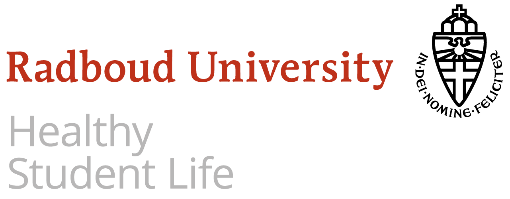 Radboud University
IN·DEI·NOMINE·FELICITER
Healthy
Student Life